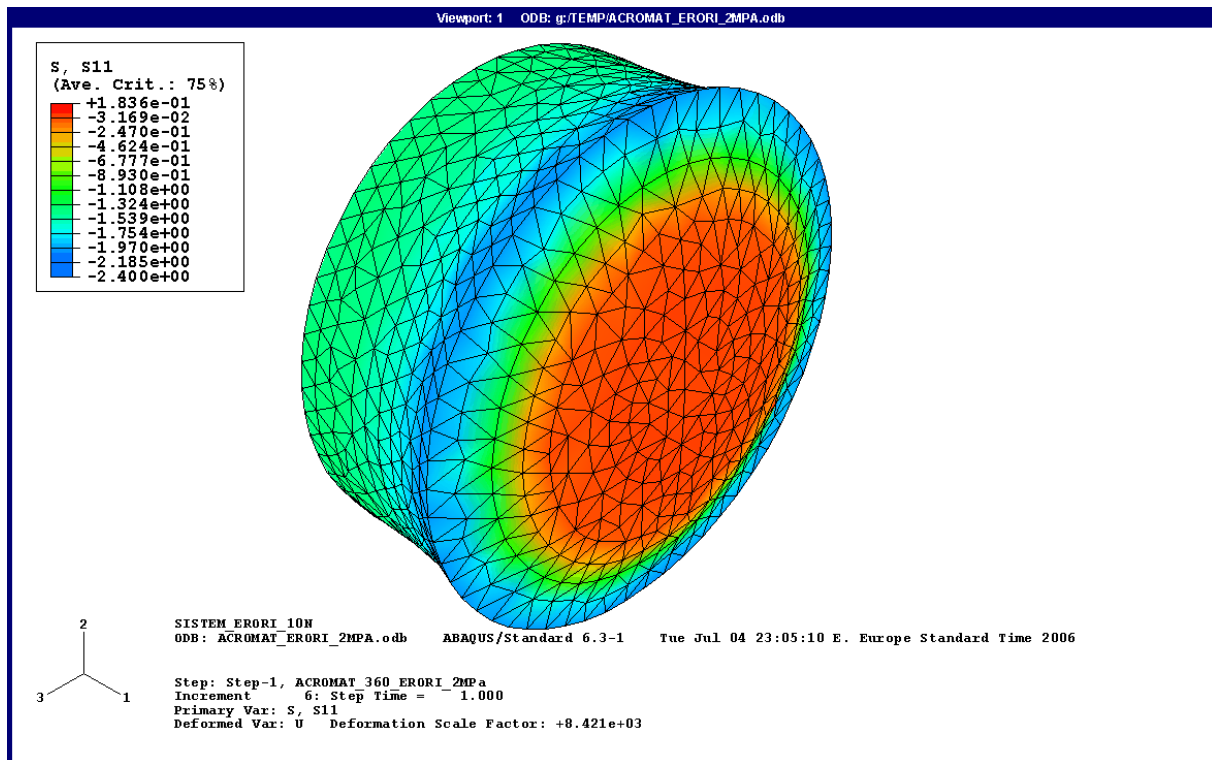 Viewport: 1    ODB: g:/TEMP/ACROMAT_ERORI_2MPA.odb
S, S11
(Ave. Crit.: 75%)
+1.836e-01
-3.169e-02
-2.470e-01
-4.624e-01
-6.777e-01
-8.930e-01
-1.108e+00
-1.324e+00
-1.539e+00
-1.754e+00
-1.970e+00
-2.185e+00
-2.400e+00
2
3
1
SISTEM_ERORI_10N
ODB: ACROMAT_ERORI_2MPA.odb    ABAQUS/Standard 6.3-1    Tue Jul 04 23:05:10 E. Europe Standard Time 2006
Step: Step-1, ACROMAT_360_ERORI_2MPa
Increment      6: Step Time =    1.000
Primary Var: S, S11
Deformed Var: U   Deformation Scale Factor: +8.421e+03